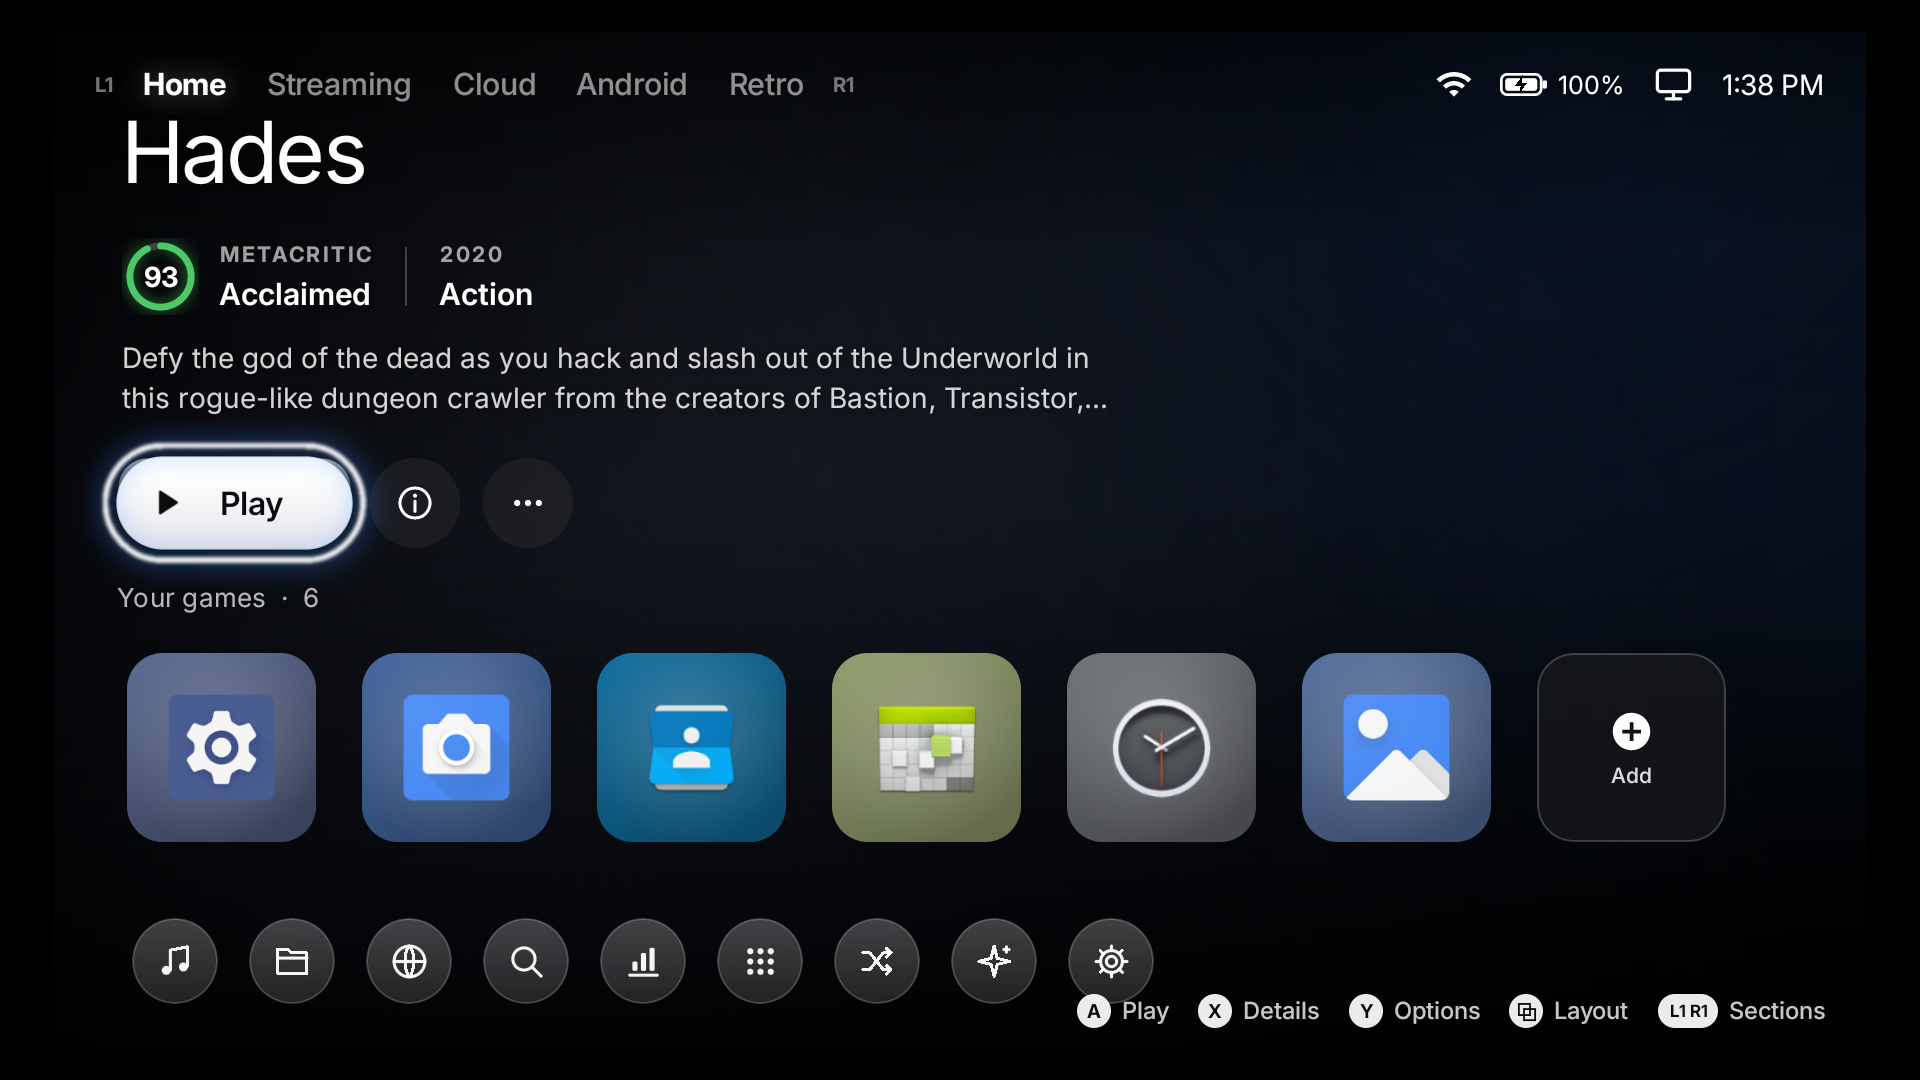 L1 Home Streaming Cloud Android Retro R1 100% 1:38 PM
Hades
93 METACRITIC 2020
Acclaimed Action
Defy the god of the dead as you hack and slash out of the Underworld in
this rogue-like dungeon crawler from the creators of Bastion, Transistor,...
Play
Your games · 6
Add
A Play X Details Y Options Layout L1 R1 Sections